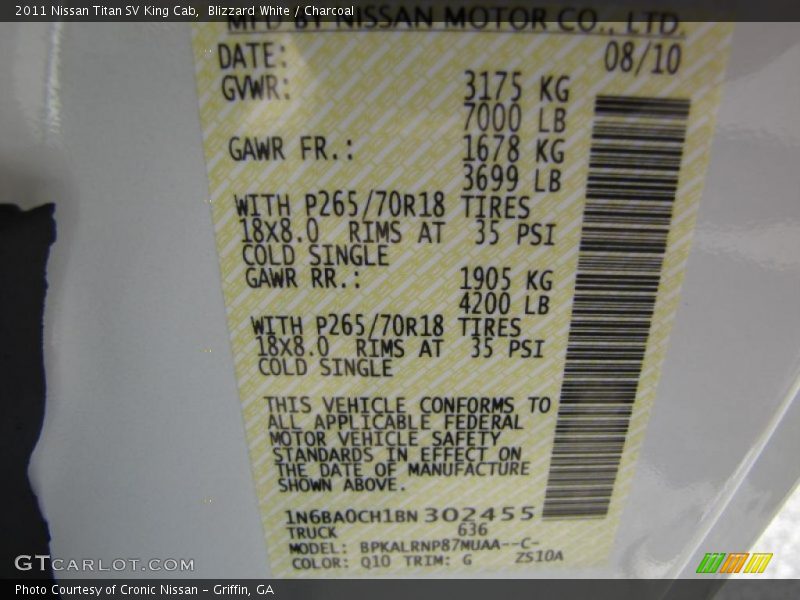 2011 Nissan Titan SV King Cab, Blizzard White / Charcoal
MFD BY NISSAN MOTOR CO., LTD.
DATE: 08/10
GVWR: 3175 KG
7000 LB
GAWR FR.: 1678 KG
3699 LB
WITH P265/70R18 TIRES
18X8.0 RIMS AT 35 PSI
COLD SINGLE
GAWR RR.: 1905 KG
4200 LB
WITH P265/70R18 TIRES
18X8.0 RIMS AT 35 PSI
COLD SINGLE
THIS VEHICLE CONFORMS TO
ALL APPLICABLE FEDERAL
MOTOR VEHICLE SAFETY
STANDARDS IN EFFECT ON
THE DATE OF MANUFACTURE
SHOWN ABOVE.
1N6BA0CH1BN302455
TRUCK 636
MODEL: BPKALRNP87MUAA--C-
COLOR: Q10 TRIM: G ZS10A
GTCARLOT.COM
Photo Courtesy of Cronic Nissan - Griffin, GA